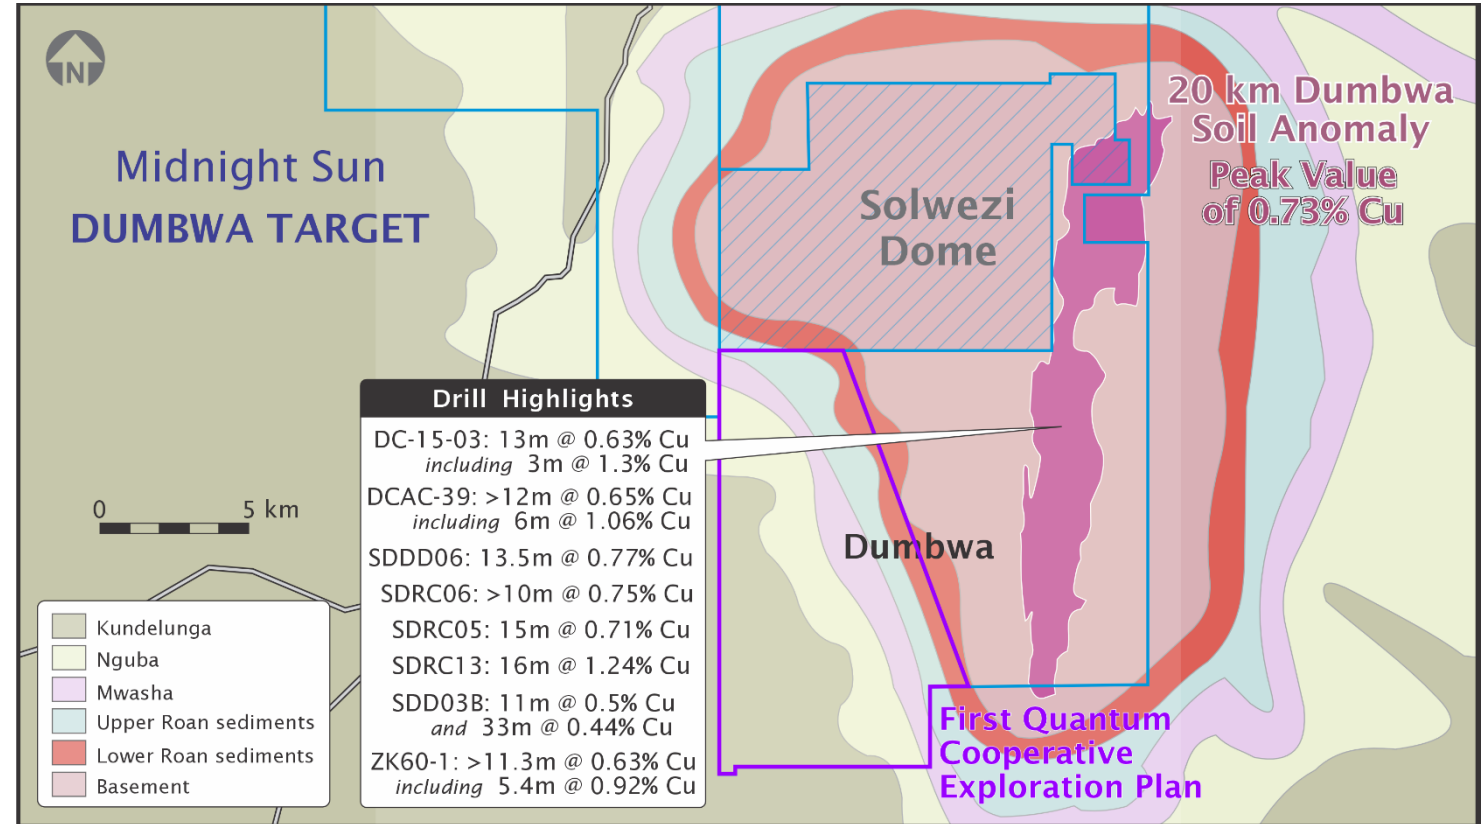 N
Midnight Sun
DUMBWA TARGET
20 km Dumbwa
Soil Anomaly
Peak Value
of 0.73% Cu
Solwezi
Dome
Drill Highlights
DC-15-03: 13m @ 0.63% Cu
including 3m @ 1.3% Cu
DCAC-39: >12m @ 0.65% Cu
including 6m @ 1.06% Cu
SDDD06: 13.5m @ 0.77% Cu
SDRC06: >10m @ 0.75% Cu
SDRC05: 15m @ 0.71% Cu
SDRC13: 16m @ 1.24% Cu
SDD03B: 11m @ 0.5% Cu
and 33m @ 0.44% Cu
ZK60-1: >11.3m @ 0.63% Cu
including 5.4m @ 0.92% Cu
0 5 km
Dumbwa
Kundelunga
Nguba
Mwasha
Upper Roan sediments
Lower Roan sediments
Basement
First Quantum
Cooperative
Exploration Plan